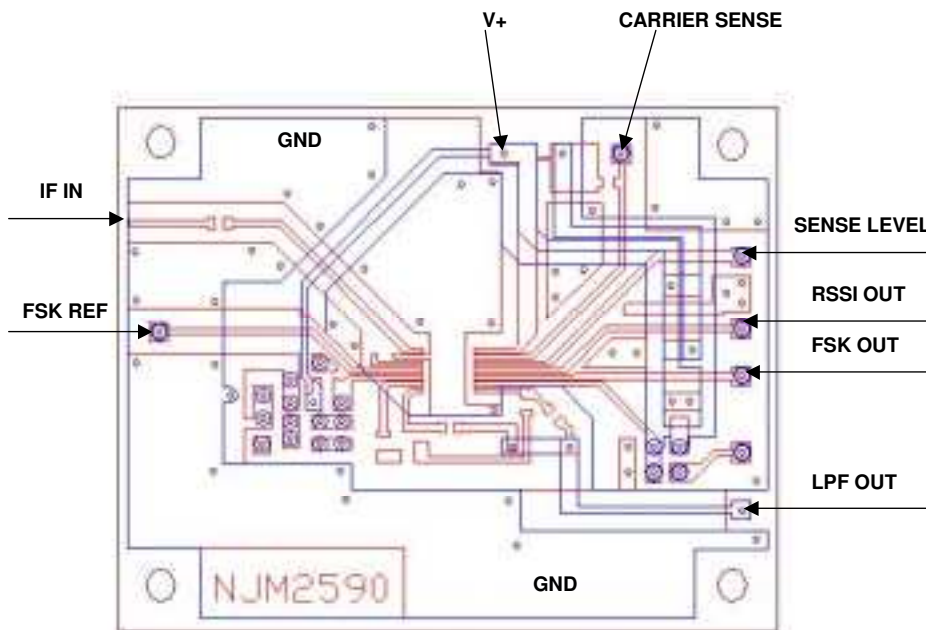 V+
CARRIER SENSE
GND
IF IN
SENSE LEVEL
RSSI OUT
FSK REF
FSK OUT
LPF OUT
GND
NJM2590